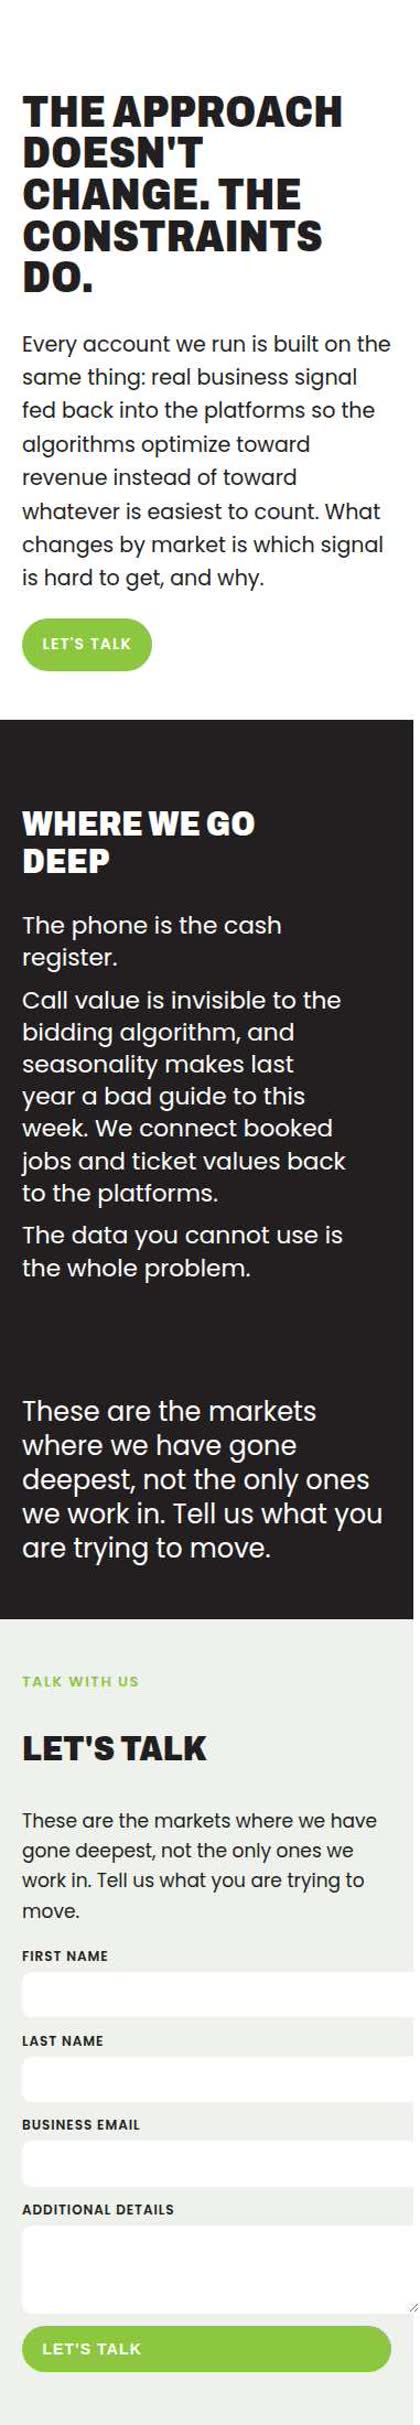 THE APPROACH
DOESN'T
CHANGE. THE
CONSTRAINTS
DO.
Every account we run is built on the
same thing: real business signal
fed back into the platforms so the
algorithms optimize toward
revenue instead of toward
whatever is easiest to count. What
changes by market is which signal
is hard to get, and why.
LET'S TALK
WHERE WE GO
DEEP
The phone is the cash
register.
Call value is invisible to the
bidding algorithm, and
seasonality makes last
year a bad guide to this
week. We connect booked
jobs and ticket values back
to the platforms.
The data you cannot use is
the whole problem.
These are the markets
where we have gone
deepest, not the only ones
we work in. Tell us what you
are trying to move.
TALK WITH US
LET'S TALK
These are the markets where we have
gone deepest, not the only ones we
work in. Tell us what you are trying to
move.
FIRST NAME
LAST NAME
BUSINESS EMAIL
ADDITIONAL DETAILS
LET'S TALK